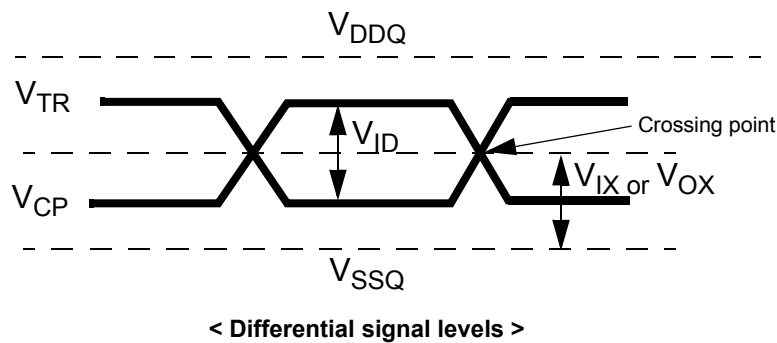 VDDQ
VTR
VID
Crossing point
VCP
VIX or VOX
VSSQ
< Differential signal levels >